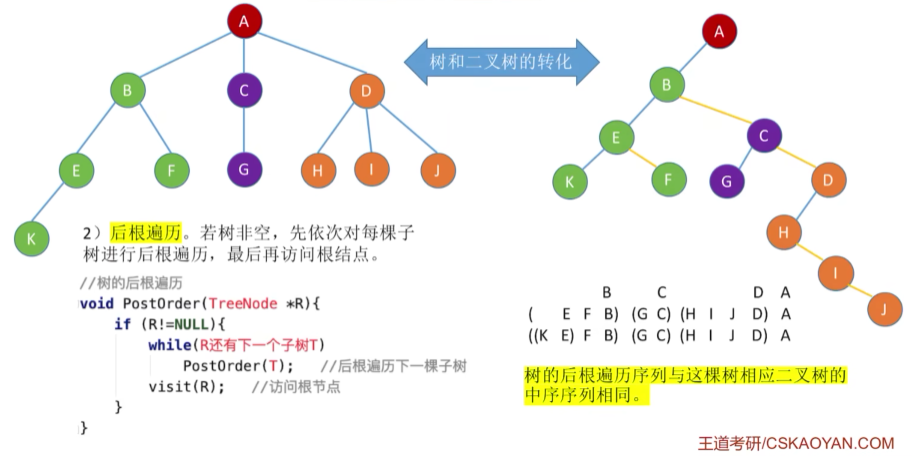 A
B
C
D
E
F
G
H
I
J
K
树和二叉树的转化
A
B
E
C
K
F
G
D
H
I
J
2）后根遍历。若树非空，先依次对每棵子
树进行后根遍历，最后再访问根结点。
//树的后根遍历
void PostOrder(TreeNode *R){
if (R!=NULL){
while(R还有下一个子树T)
PostOrder(T); //后根遍历下一棵子树
visit(R); //访问根节点
}
}
B C D A
( E F B) (G C) (H I J D) A
((K E) F B) (G C) (H I J D) A
树的后根遍历序列与这棵树相应二叉树的
中序序列相同。
王道考研/CSKAOYAN.COM